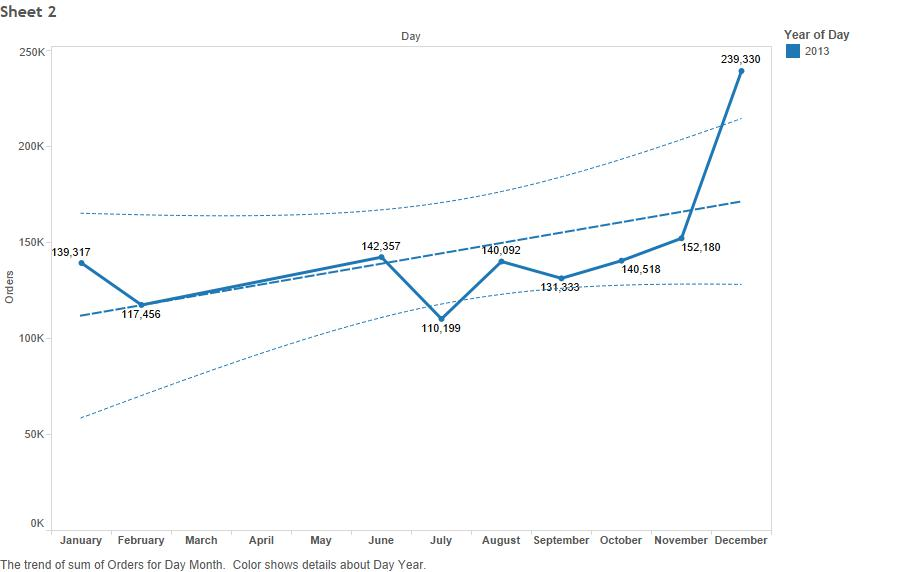 Sheet 2
Day
Year of Day
2013
250K
200K
150K
100K
50K
0K
Orders
139,317
117,456
142,357
110,199
140,092
131,333
140,518
152,180
239,330
January February March April May June July August September October November December
The trend of sum of Orders for Day Month.  Color shows details about Day Year.